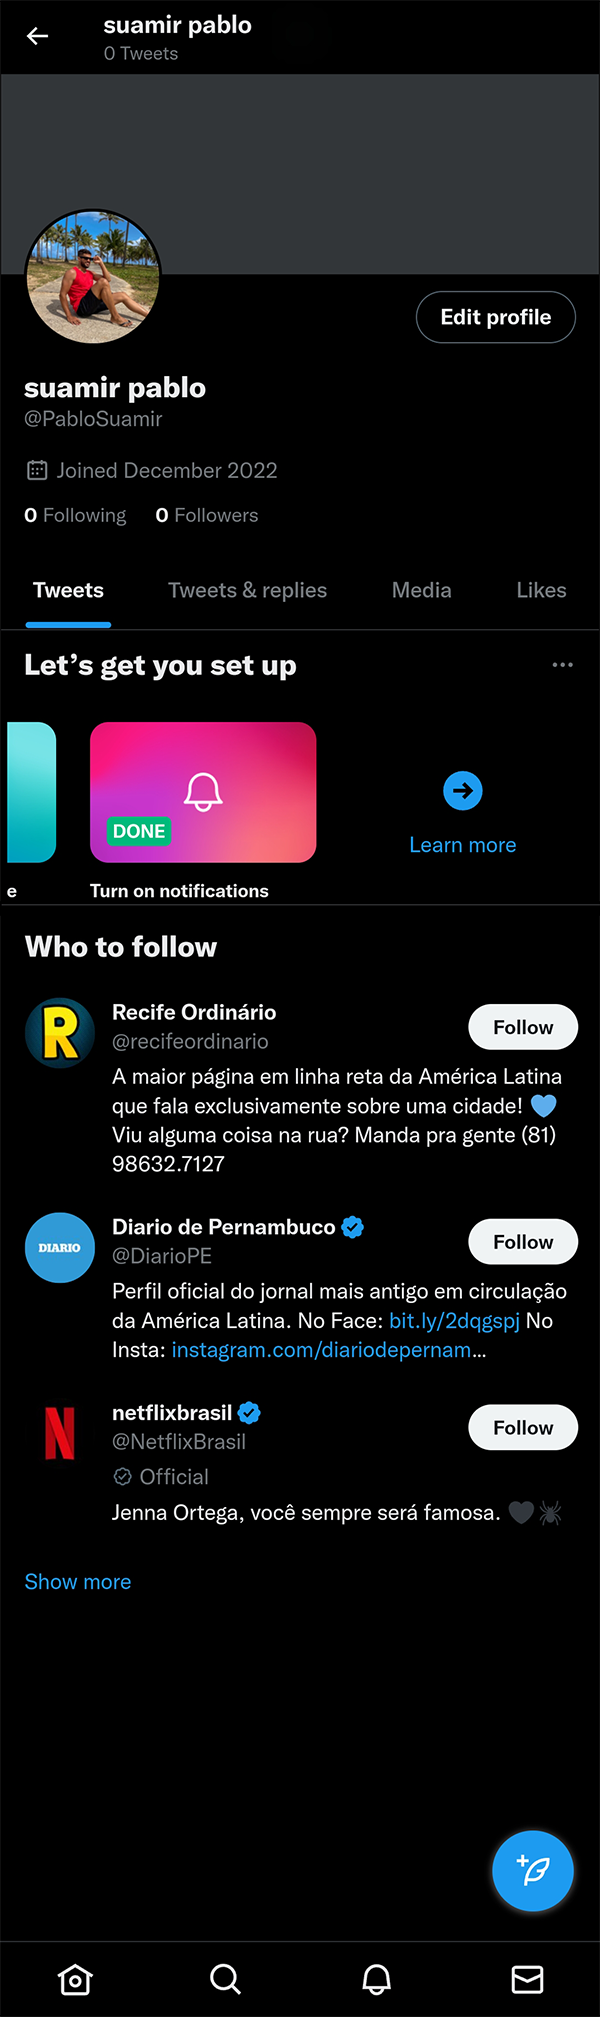 suamir pablo
0 Tweets
Edit profile
suamir pablo
@PabloSuamir
Joined December 2022
0 Following 0 Followers
Tweets Tweets & replies Media Likes
Let’s get you set up
DONE
Learn more
e Turn on notifications
Who to follow
R
Recife Ordinário
@recifeordinario
Follow
A maior página em linha reta da América Latina
que fala exclusivamente sobre uma cidade! 💙
Viu alguma coisa na rua? Manda pra gente (81)
98632.7127
DIARIO
Diario de Pernambuco
@DiarioPE
Follow
Perfil oficial do jornal mais antigo em circulação
da América Latina. No Face: bit.ly/2dqgspj No
Insta: instagram.com/diariodepernam...
N
netflixbrasil
@NetflixBrasil
Follow
Official
Jenna Ortega, você sempre será famosa. 🖤🕷
Show more